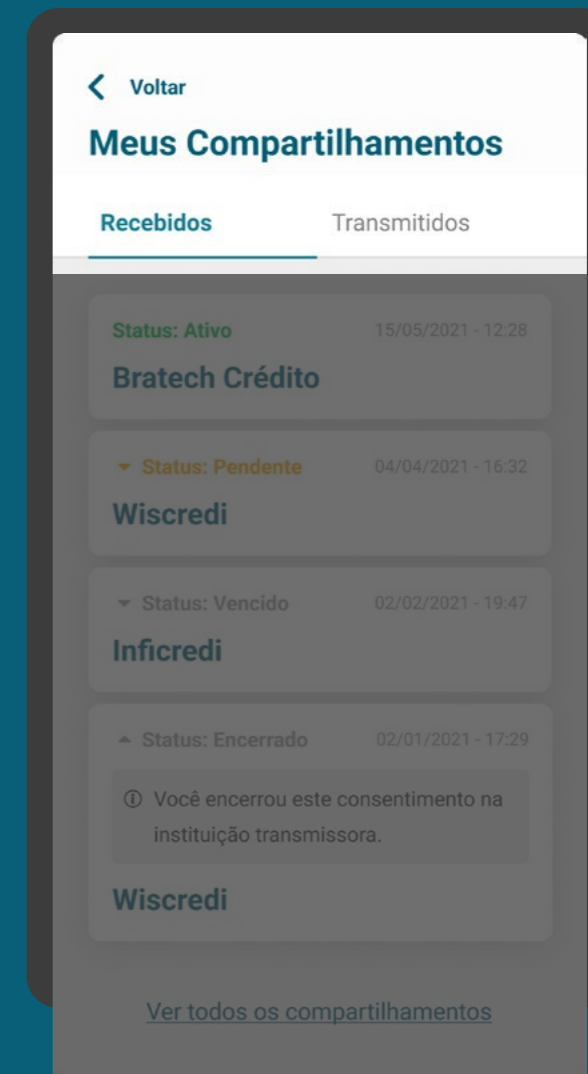 Voltar
Meus Compartilhamentos
Recebidos Transmitidos
Status: Ativo 15/05/2021 - 12:28
Bratech Crédito
Status: Pendente 04/04/2021 - 16:32
Wiscredi
Status: Vencido 02/02/2021 - 19:47
Inficredi
Status: Encerrado 02/01/2021 - 17:29
Você encerrou este consentimento na
instituição transmissora.
Wiscredi
Ver todos os compartilhamentos